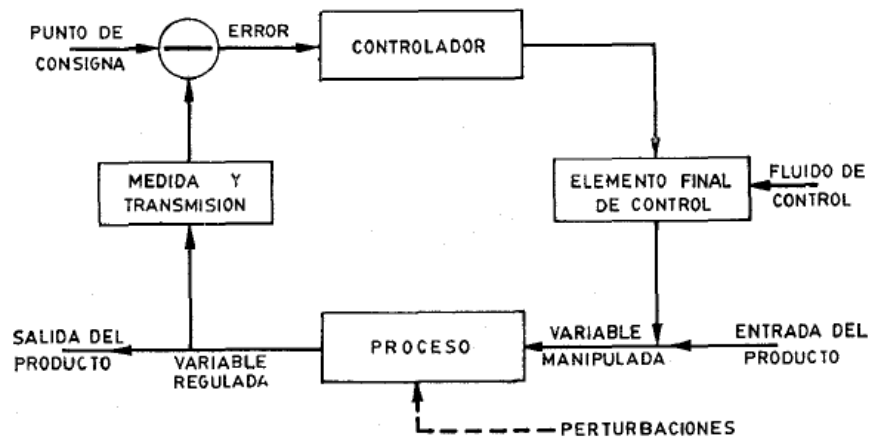 PUNTO DE
CONSIGNA
ERROR
CONTROLADOR
MEDIDA Y
TRANSMISION
ELEMENTO FINAL
DE CONTROL
FLUIDO DE
CONTROL
SALIDA DEL
PRODUCTO
VARIABLE
REGULADA
PROCESO
VARIABLE
MANIPULADA
ENTRADA DEL
PRODUCTO
PERTURBACIONES